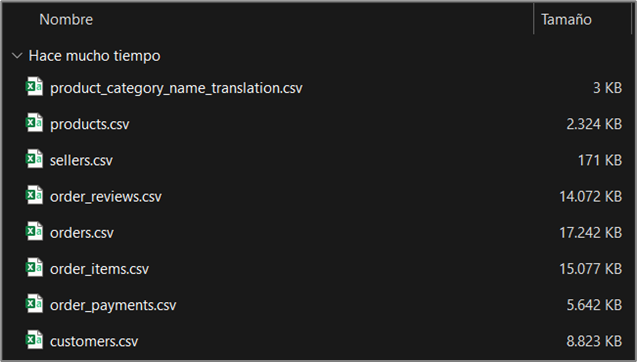 Nombre Tamaño
Hace mucho tiempo
product_category_name_translation.csv 3 KB
products.csv 2.324 KB
sellers.csv 171 KB
order_reviews.csv 14.072 KB
orders.csv 17.242 KB
order_items.csv 15.077 KB
order_payments.csv 5.642 KB
customers.csv 8.823 KB